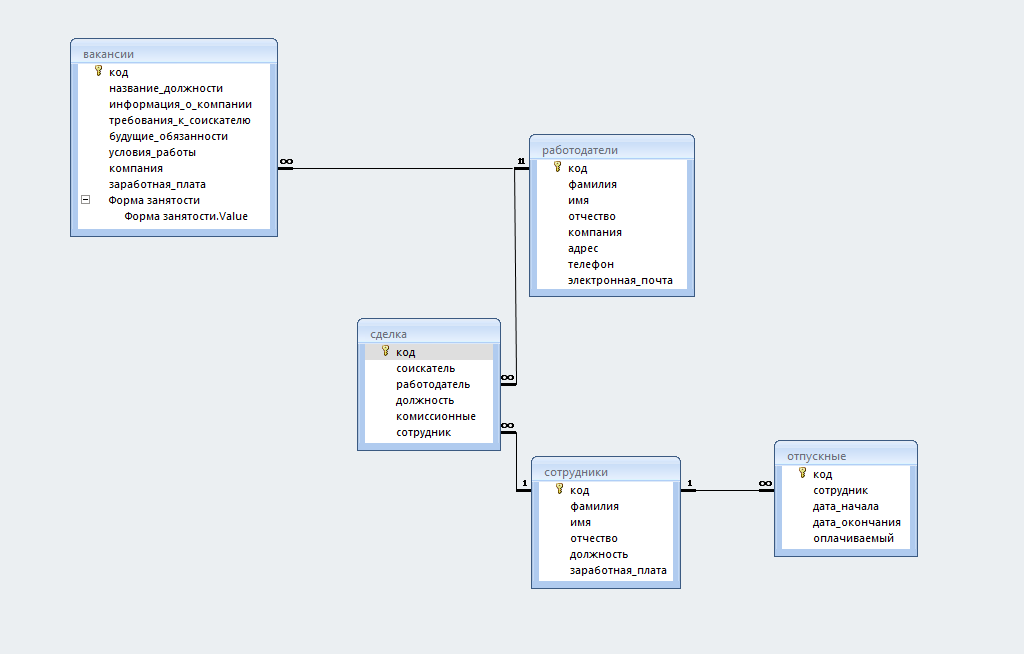 вакансии
код
название_должности
информация_о_компании
требования_к_соискателю
будущие_обязанности
условия_работы
компания
заработная_плата
Форма занятости
Форма занятости.Value
∞
1
1
работодатели
код
фамилия
имя
отчество
компания
адрес
телефон
электронная_почта
сделка
код
соискатель
работодатель
должность
комиссионные
сотрудник
∞
∞
1
сотрудники
код
фамилия
имя
отчество
должность
заработная_плата
1
∞
отпускные
код
сотрудник
дата_начала
дата_окончания
оплачиваемый